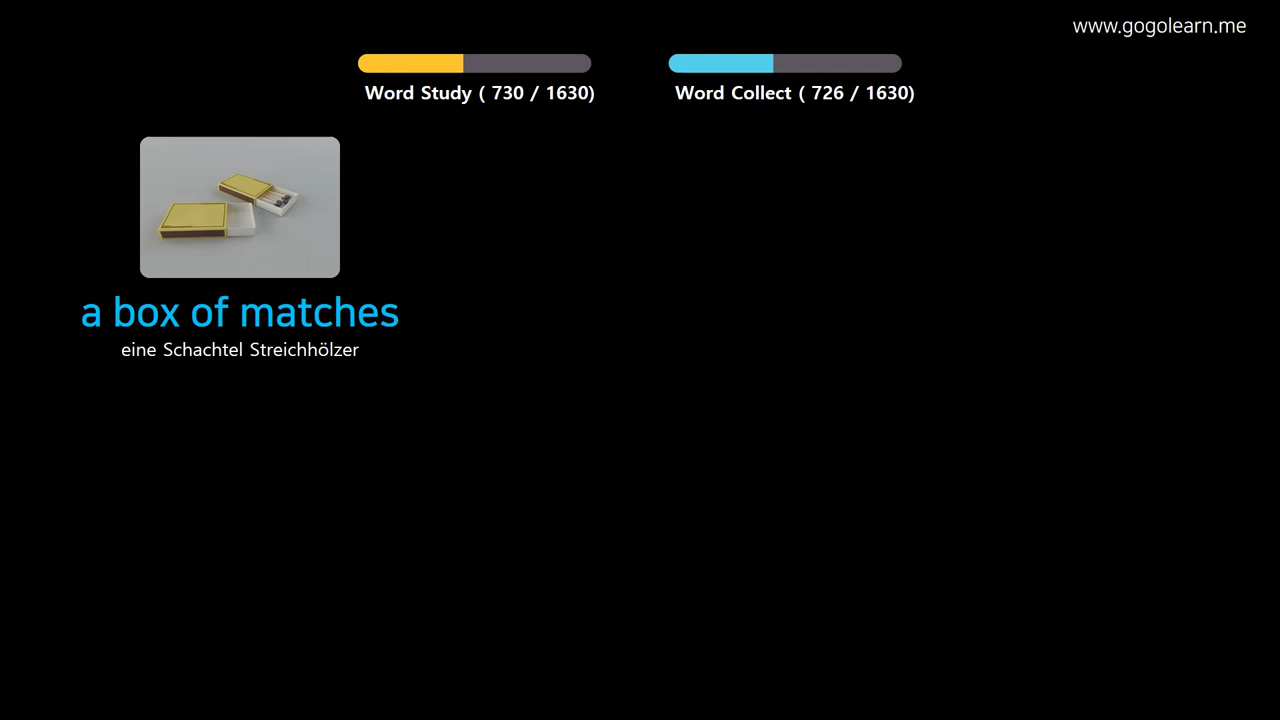 www.gogolearn.me
Word Study ( 730 / 1630)
Word Collect ( 726 / 1630)
a box of matches
eine Schachtel Streichhölzer